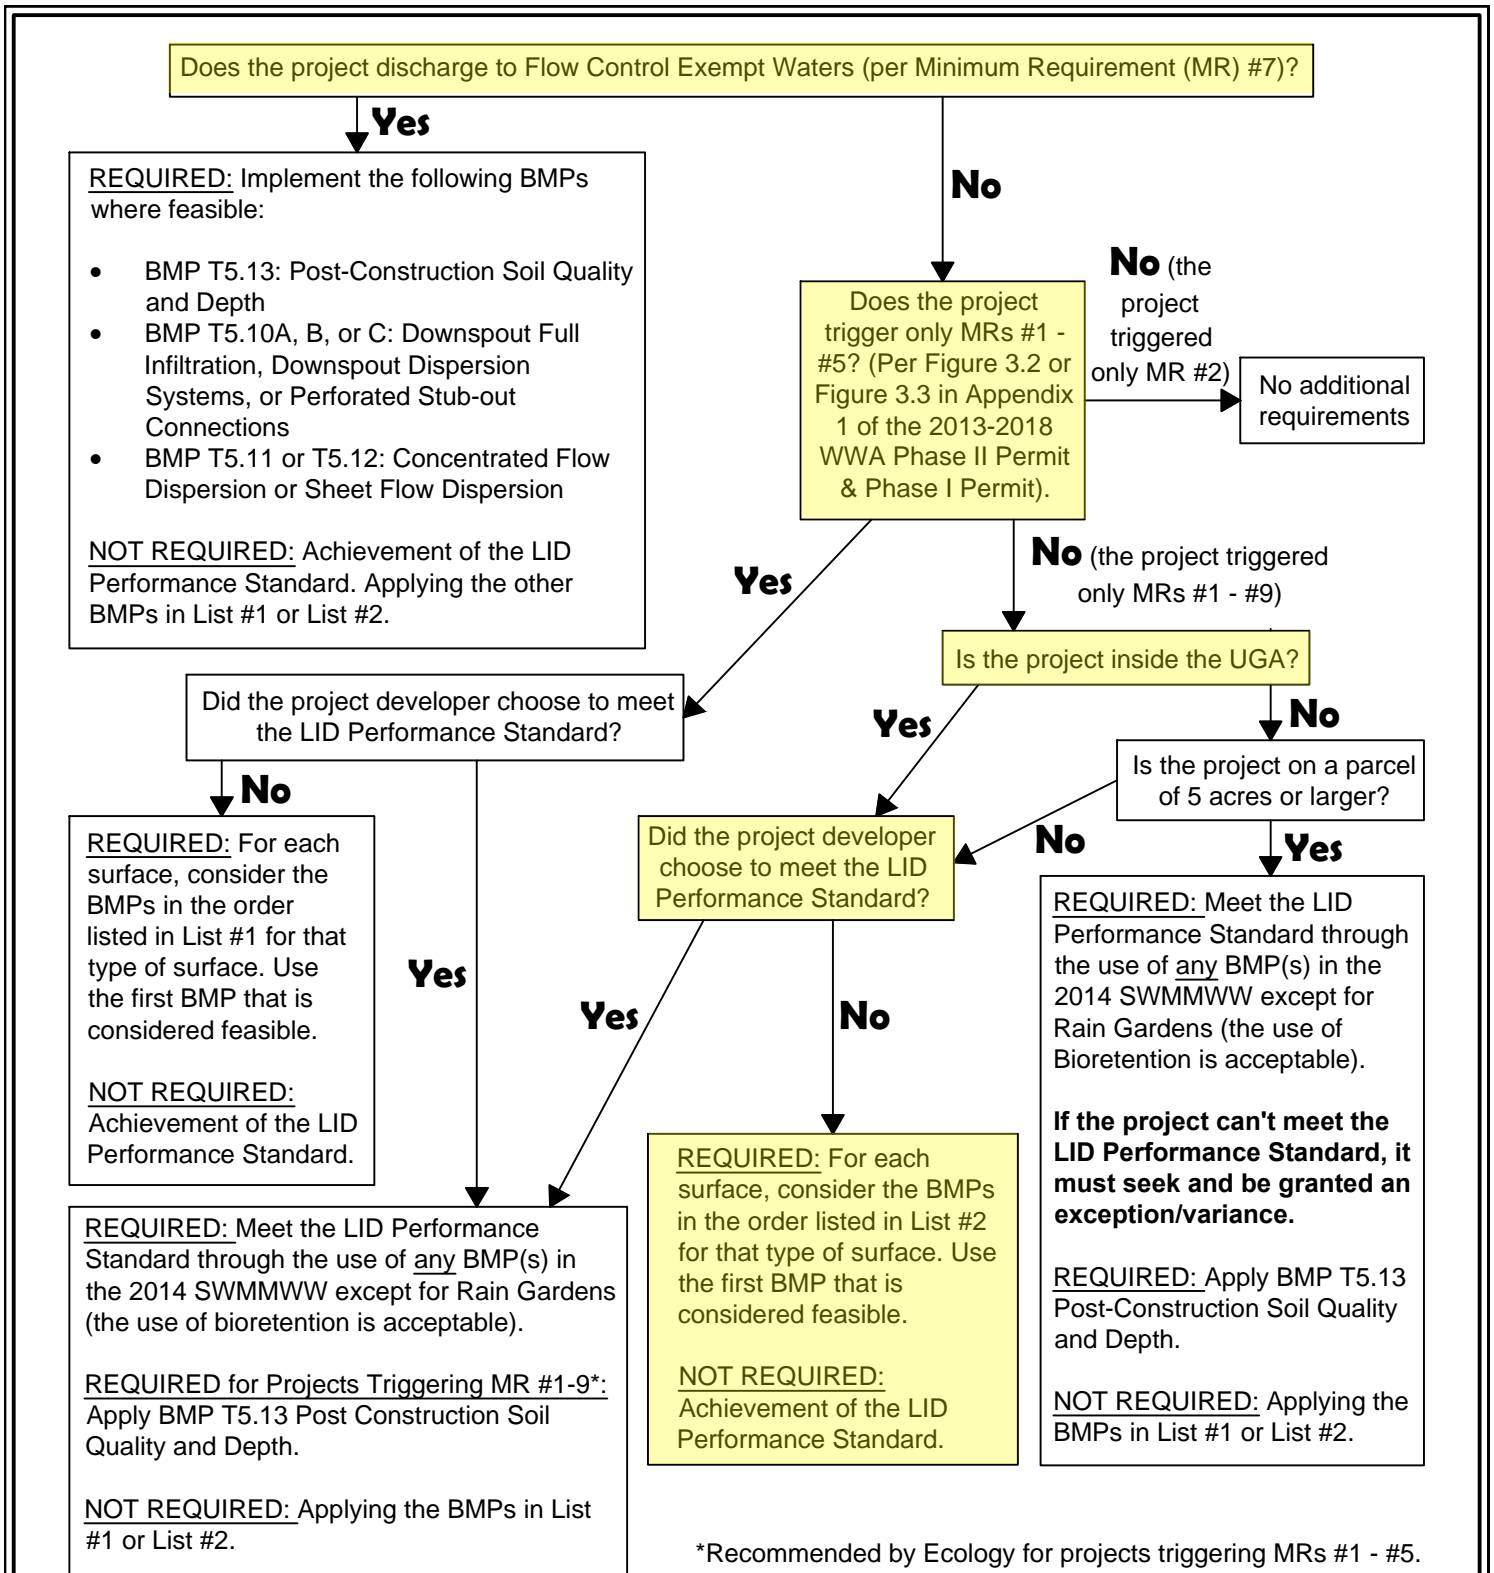 Does the project discharge to Flow Control Exempt Waters (per Minimum Requirement (MR) #7)?
Yes
No
REQUIRED: Implement the following BMPs
where feasible:
• BMP T5.13: Post-Construction Soil Quality
and Depth
• BMP T5.10A, B, or C: Downspout Full
Infiltration, Downspout Dispersion
Systems, or Perforated Stub-out
Connections
• BMP T5.11 or T5.12: Concentrated Flow
Dispersion or Sheet Flow Dispersion
NOT REQUIRED: Achievement of the LID
Performance Standard. Applying the other
BMPs in List #1 or List #2.
Does the project
trigger only MRs #1 -
#5? (Per Figure 3.2 or
Figure 3.3 in Appendix
1 of the 2013-2018
WWA Phase II Permit
& Phase I Permit).
No (the
project
triggered
only MR #2)
No additional
requirements
Yes
No (the project triggered
only MRs #1 - #9)
Is the project inside the UGA?
Did the project developer choose to meet
the LID Performance Standard?
Yes
No
Is the project on a parcel
of 5 acres or larger?
No
Yes
No
Yes
REQUIRED: For each
surface, consider the
BMPs in the order
listed in List #1 for that
type of surface. Use
the first BMP that is
considered feasible.
NOT REQUIRED:
Achievement of the LID
Performance Standard.
Did the project developer
choose to meet the LID
Performance Standard?
Yes
No
REQUIRED: Meet the LID
Performance Standard through
the use of any BMP(s) in the
2014 SWMMWW except for
Rain Gardens (the use of
Bioretention is acceptable).
If the project can't meet the
LID Performance Standard, it
must seek and be granted an
exception/variance.
REQUIRED: Apply BMP T5.13
Post-Construction Soil Quality
and Depth.
NOT REQUIRED: Applying the
BMPs in List #1 or List #2.
REQUIRED: For each
surface, consider the BMPs
in the order listed in List #2
for that type of surface. Use
the first BMP that is
considered feasible.
NOT REQUIRED:
Achievement of the LID
Performance Standard.
REQUIRED: Meet the LID Performance
Standard through the use of any BMP(s) in
the 2014 SWMMWW except for Rain Gardens
(the use of bioretention is acceptable).
REQUIRED for Projects Triggering MR #1-9*:
Apply BMP T5.13 Post Construction Soil
Quality and Depth.
NOT REQUIRED: Applying the BMPs in List
#1 or List #2.
*Recommended by Ecology for projects triggering MRs #1 - #5.